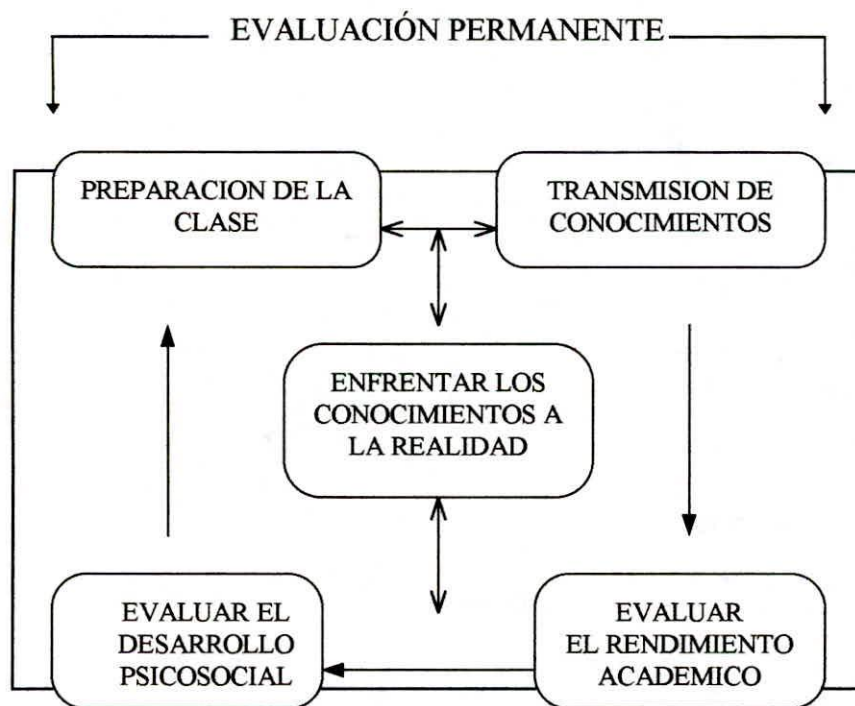 EVALUACIÓN PERMANENTE
PREPARACION DE LA
CLASE
TRANSMISION DE
CONOCIMIENTOS
ENFRENTAR LOS
CONOCIMIENTOS A
LA REALIDAD
EVALUAR EL
DESARROLLO
PSICOSOCIAL
EVALUAR
EL RENDIMIENTO
ACADEMICO